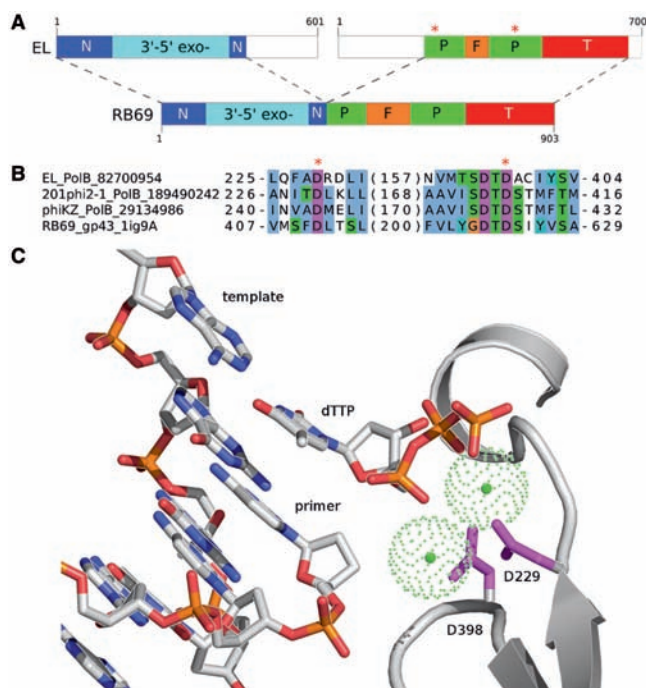 A
1 601 1 700
* *
EL N 3'-5' exo- N P F P T
RB69 N 3'-5' exo- N P F P T
1 903
B
* *
EL_PolB_82700954 225 - LQFADRDLI (157) NVMTSDTDACIYSV - 404
201phi2-1_PolB_189490242 226 - ANITDLKLL (168) AAVISDTDSTMFTM - 416
phiKZ_PolB_29134986 240 - INVADMELI (170) AAVISDTDSTMFTL - 432
RB69_gp43_1ig9A 407 - VMSFDLTSL (200) FVLYGDTDSIYVSA - 629
C
template
dTTP
primer
D229
D398